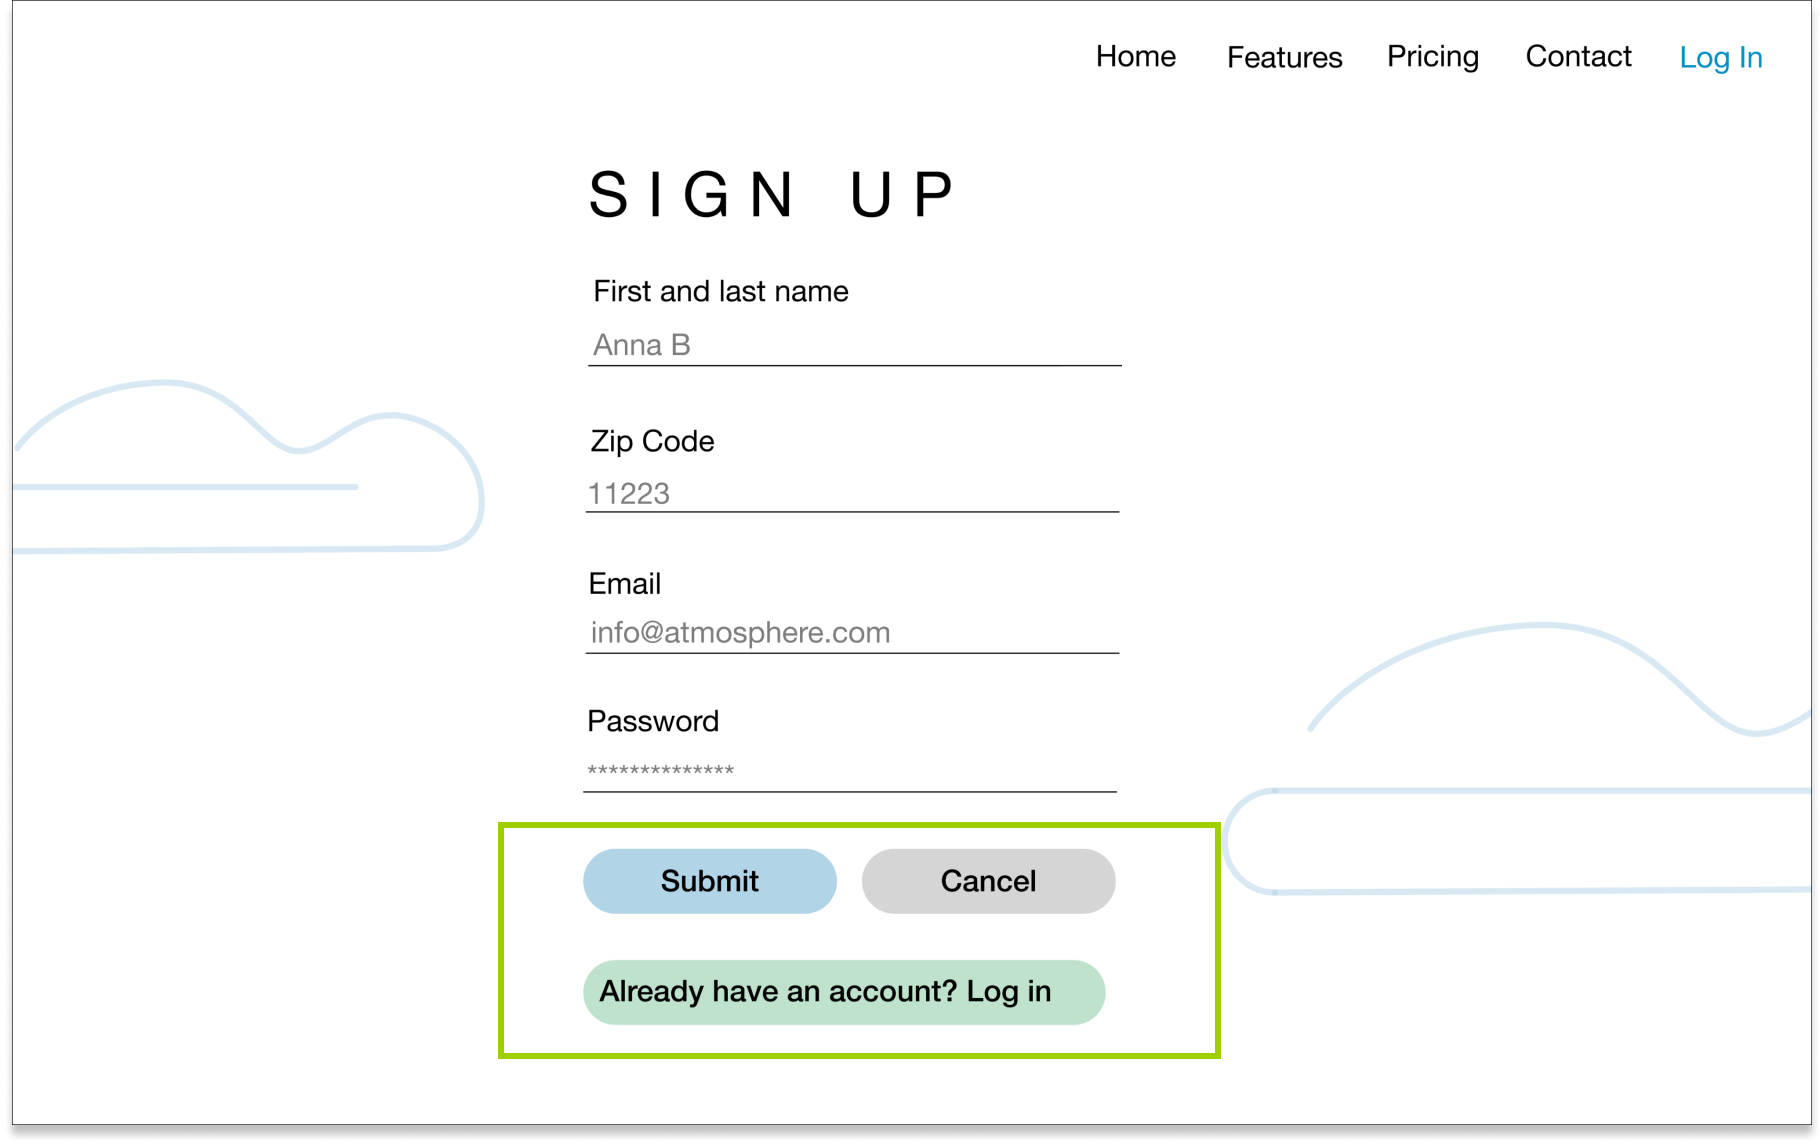 Home Features Pricing Contact Log In
SIGN UP
First and last name
Anna B
Zip Code
11223
Email
info@atmosphere.com
Password
**************
Submit Cancel
Already have an account? Log in